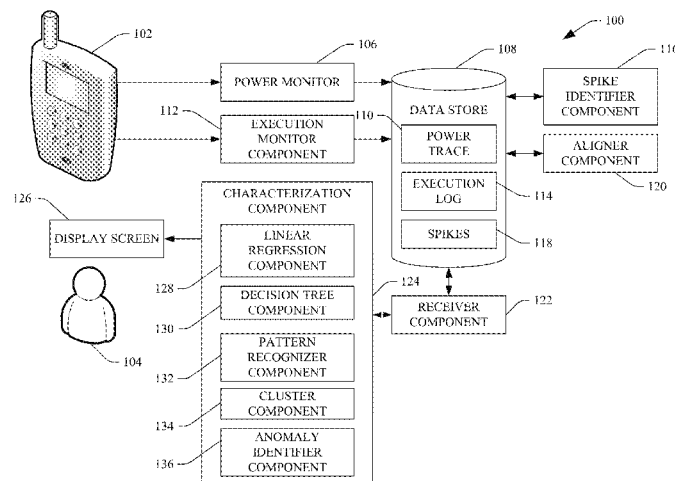 100
102
106
108
116
POWER MONITOR
SPIKE
IDENTIFIER
COMPONENT
112
EXECUTION
MONITOR
COMPONENT
110
DATA STORE
POWER
TRACE
ALIGNER
COMPONENT
120
EXECUTION
LOG
114
SPIKES
118
126
DISPLAY SCREEN
104
CHARACTERIZATION
COMPONENT
124
LINEAR
REGRESSION
COMPONENT
128
DECISION TREE
COMPONENT
130
PATTERN
RECOGNIZER
COMPONENT
132
CLUSTER
COMPONENT
134
ANOMALY
IDENTIFIER
COMPONENT
136
RECEIVER
COMPONENT
122